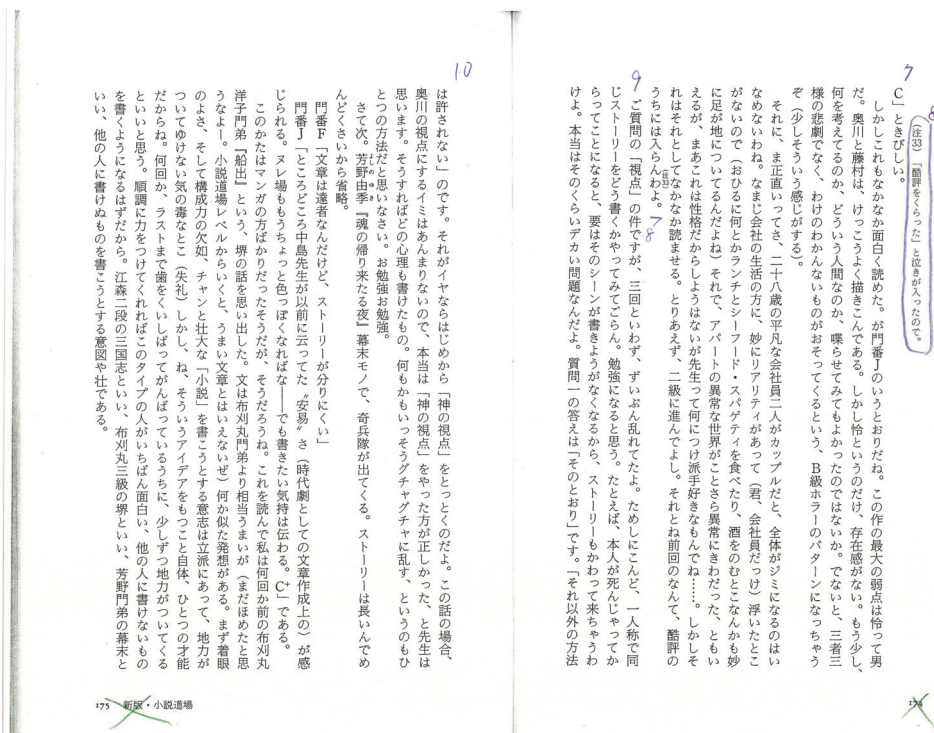 7
8
(注33)「酷評をくらった」と泣きが入ったので。
C」ときびしい。
しかしこれもなかなか面白く読めた。が門番Jのいうとおりだね。この作の最大の弱点は怜って男
だ。奥川と藤村は、けっこうよく描きこんである。しかし怜というのだけ、存在感がない。もう少し、
何を考えてるのか、どういう人間なのか、喋らせてみてもよかったのではないか。でないと、三者三
様の悲劇でなく、わけのわかんないものがおそってくるという、B級ホラーのパターンになっちゃう
ぞ(少しそういう感じがする)。
それに、ま正直いってさ、二十八歳の平凡な会社員二人がカップルだと、全体がジミになるのはい
なめないわね。なまじ会社の生活の方に、妙にリアリティがあって(君、会社員だっけ)浮いたとこ
がないので(おひるに何とかランチとシーフード・スパゲティを食べたり、酒をのむとこなんかも妙
に足が地についてるんだよね)それで、アパートの異常な世界がことさら異常にきわだった、ともい
えるが、まあこれは性格だからしようはないが先生って何につけ派手好きなもんでね……。しかしそ
れはそれとしてなかなか読ませる。とりあえず、二級に進んでよし。それとね前回のなんて、酷評の
うちには入らんわよ。(注33)
7
8
9
ご質問の「視点」の件ですが、三回といわず、ずいぶん乱れてたよ。ためしにこんど、一人称で同
じストーリーをどう書くかやってみてごらん。勉強になると思う。たとえば、本人が死んじゃってか
らってことになると、要はそのシーンが書きようがなくなるから、ストーリーもかわって来ちゃうわ
けよ。本当はそのくらいデカい問題なんだよ。質問一の答えは「そのとおり」です。「それ以外の方法
174
10
は許されない」のです。それがイヤならはじめから「神の視点」をとっとくのだよ。この話の場合、
奥川の視点にするイミはあんまりないので、本当は「神の視点」をやった方が正しかった、と先生は
思います。そうすればどの心理も書けたもの。何もかもいっそうグチャグチャに乱す、というのもひ
とつの方法だと思いなさい。お勉強お勉強。
さて次。芳野由季『魂の帰り来たる夜』幕末モノで、奇兵隊が出てくる。ストーリーは長いんでめ
んどくさいから省略。
門番F「文章は達者なんだけど、ストーリーが分りにくい」
門番J「ところどころ中島先生が以前に云ってた〝安易〟さ(時代劇としての文章作成上の)が感
じられる。ヌレ場ももうちょっと色っぽくなればな――でも書きたい気持は伝わる。C⁺」である。
このかたはマンガの方ばかりだったそうだが、そうだろうね。これを読んで私は何回か前の布刈丸
洋子門弟『船出』という、堺の話を思い出した。文は布刈丸門弟より相当うまいが(まだほめたと思
うなよー。小説道場レベルからいくと、うまい文章とはいえないぜ)何か似た発想がある。まず着眼
のよさ、そして構成力の欠如、チャンと壮大な「小説」を書こうとする意志は立派にあって、地力が
ついてゆけない気の毒なとこ(失礼)しかし、ね、そういうアイデアをもつこと自体、ひとつの才能
だからね。何回か、ラストまで歯をくいしばってがんばっているうちに、少しずつ地力がついてくる
といいと思う。順調に力をつけてくれればこのタイプの人がいちばん面白い、他の人に書けないもの
を書くようになるはずだから。江森二段の三国志といい、布刈丸三級の堺といい、芳野門弟の幕末と
いい、他の人に書けぬものを書こうとする意図や壮である。
175 新版・小説道場